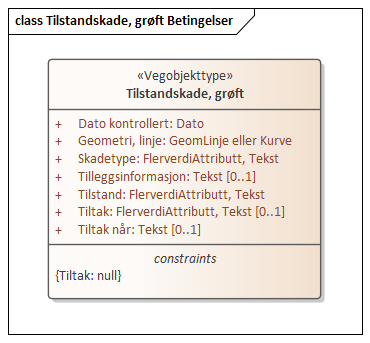 class Tilstandskade, grøft Betingelser
«Vegobjekttype»
Tilstandskade, grøft
+ Dato kontrollert: Dato
+ Geometri, linje: GeomLinje eller Kurve
+ Skadetype: FlerverdiAttributt, Tekst
+ Tilleggsinformasjon: Tekst [0..1]
+ Tilstand: FlerverdiAttributt, Tekst
+ Tiltak: FlerverdiAttributt, Tekst [0..1]
+ Tiltak når: Tekst [0..1]
constraints
{Tiltak: null}